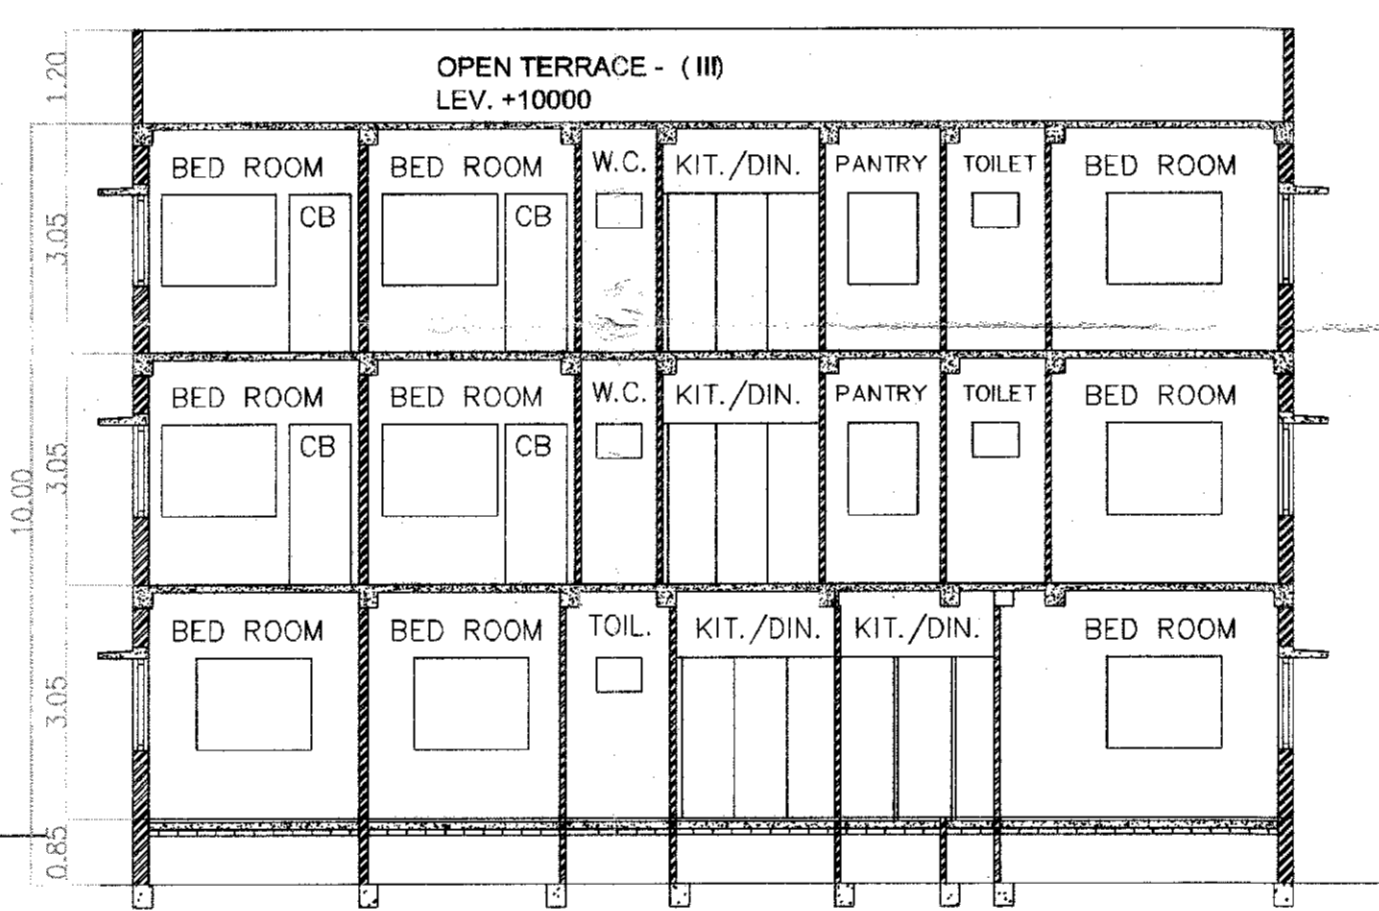 1.20
OPEN TERRACE - (III)
LEV. +10000
BED ROOM BED ROOM W.C. KIT./DIN. PANTRY TOILET BED ROOM
CB CB
3.05
BED ROOM BED ROOM W.C. KIT./DIN. PANTRY TOILET BED ROOM
CB CB
3.05
10.00
BED ROOM BED ROOM TOIL. KIT./DIN. KIT./DIN. BED ROOM
3.05
0.85